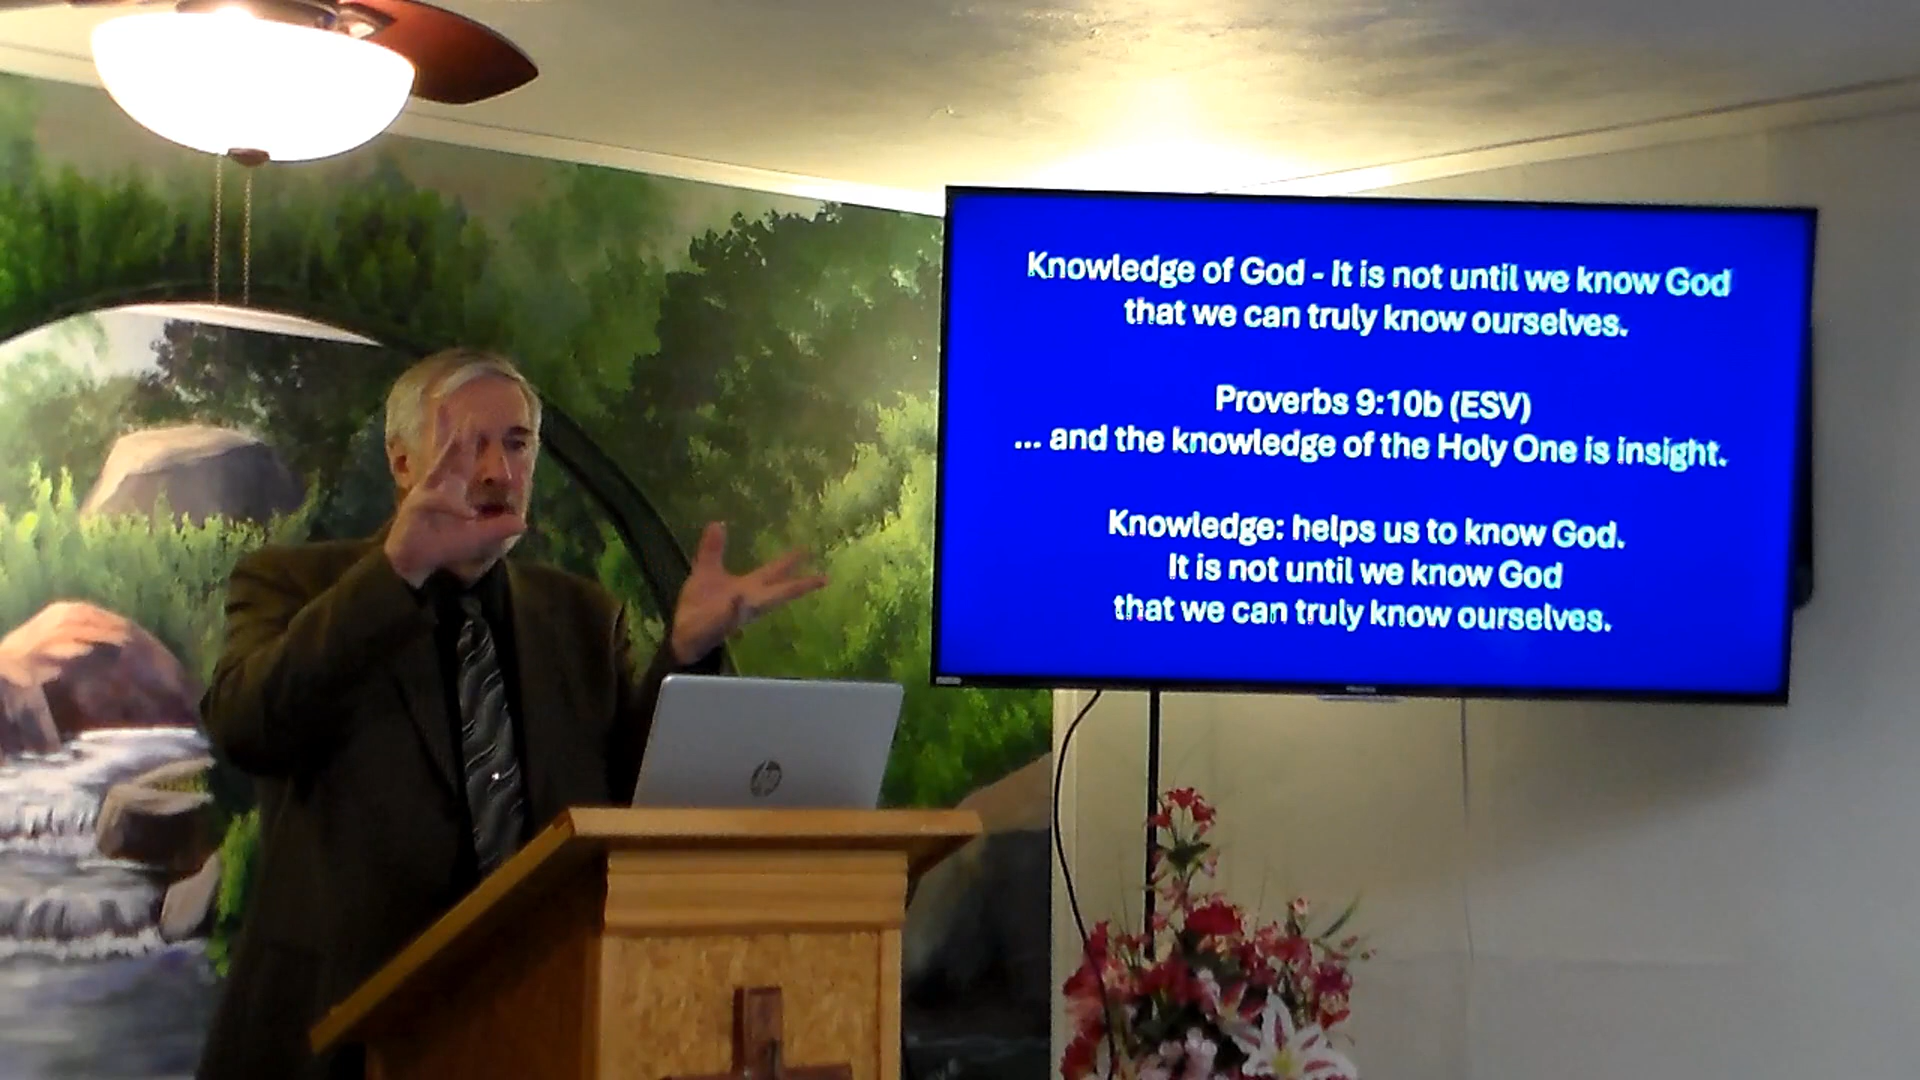 Knowledge of God - It is not until we know God
that we can truly know ourselves.
Proverbs 9:10b (ESV)
... and the knowledge of the Holy One is insight.
Knowledge: helps us to know God.
It is not until we know God
that we can truly know ourselves.
hp